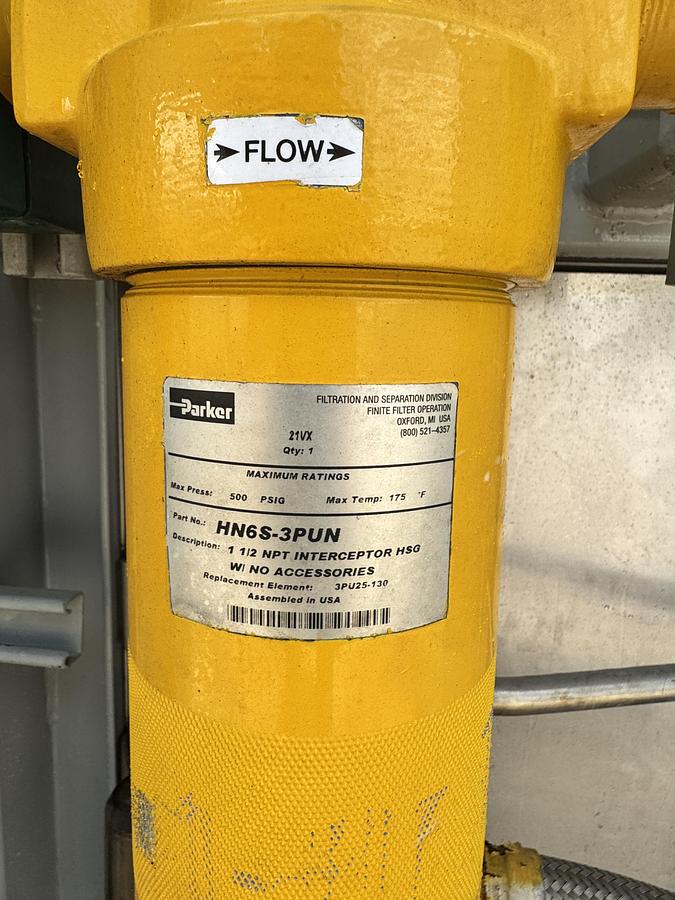 FLOW
Parker
FILTRATION AND SEPARATION DIVISION
FINITE FILTER OPERATION
OXFORD, MI USA
(800) 521-4357
21VX
Qty: 1
MAXIMUM RATINGS
Max Press: 500 PSIG Max Temp: 175 °F
Part No.: HN6S-3PUN
Description: 1 1/2 NPT INTERCEPTOR HSG
W/ NO ACCESSORIES
Replacement Element: 3PU25-130
Assembled in USA